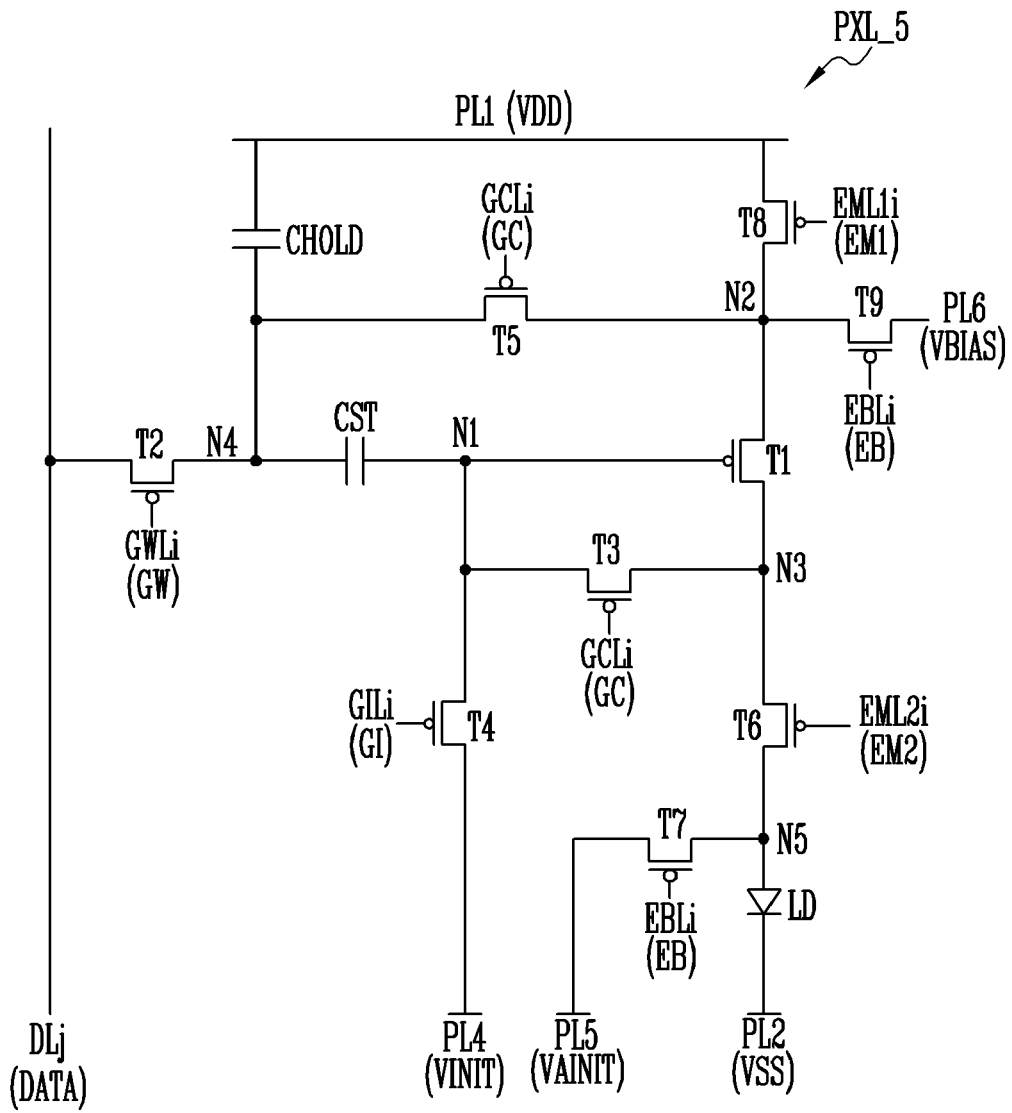 PXL_5
PL1 (VDD)
GCLi
(GC)
EML1i
(EM1)
T8
CHOLD
N2
T9
PL6
(VBIAS)
T5
EBLi
(EB)
CST
T2
N4
N1
T1
GWLi
(GW)
T3
N3
GCLi
(GC)
GILi
(GI)
T4
T6
EML2i
(EM2)
T7
N5
EBLi
(EB)
LD
DLj
(DATA)
PL4
(VINIT)
PL5
(VAINIT)
PL2
(VSS)